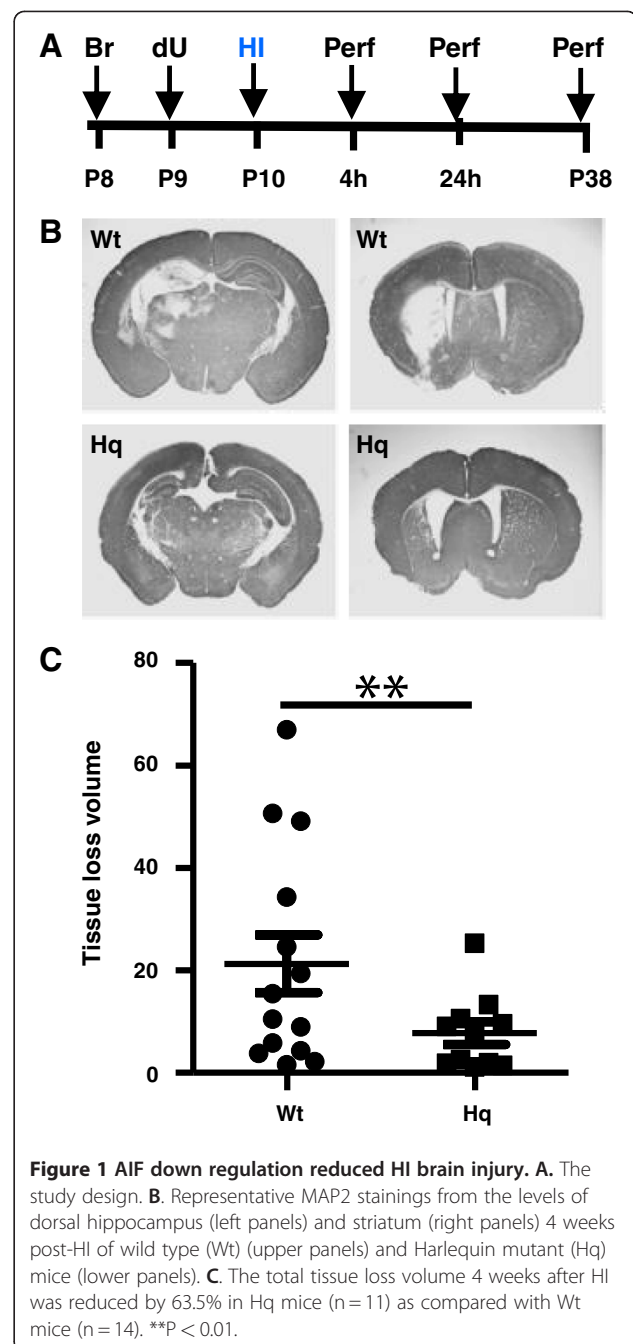 A Br dU HI Perf Perf Perf
P8 P9 P10 4h 24h P38
B
Wt Wt
Hq Hq
C
80
**
60
40
20
0
Tissue loss volume
Wt Hq
Figure 1 AIF down regulation reduced HI brain injury. A. The
study design. B. Representative MAP2 stainings from the levels of
dorsal hippocampus (left panels) and striatum (right panels) 4 weeks
post-HI of wild type (Wt) (upper panels) and Harlequin mutant (Hq)
mice (lower panels). C. The total tissue loss volume 4 weeks after HI
was reduced by 63.5% in Hq mice (n = 11) as compared with Wt
mice (n = 14). **P < 0.01.